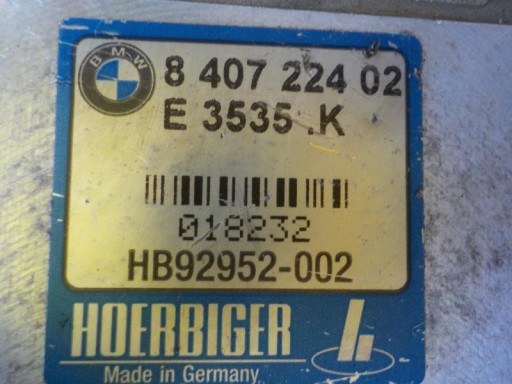 BMW
8 407 224 02
E 3535 .K
018232
HB92952-002
HOERBIGER
Made in Germany